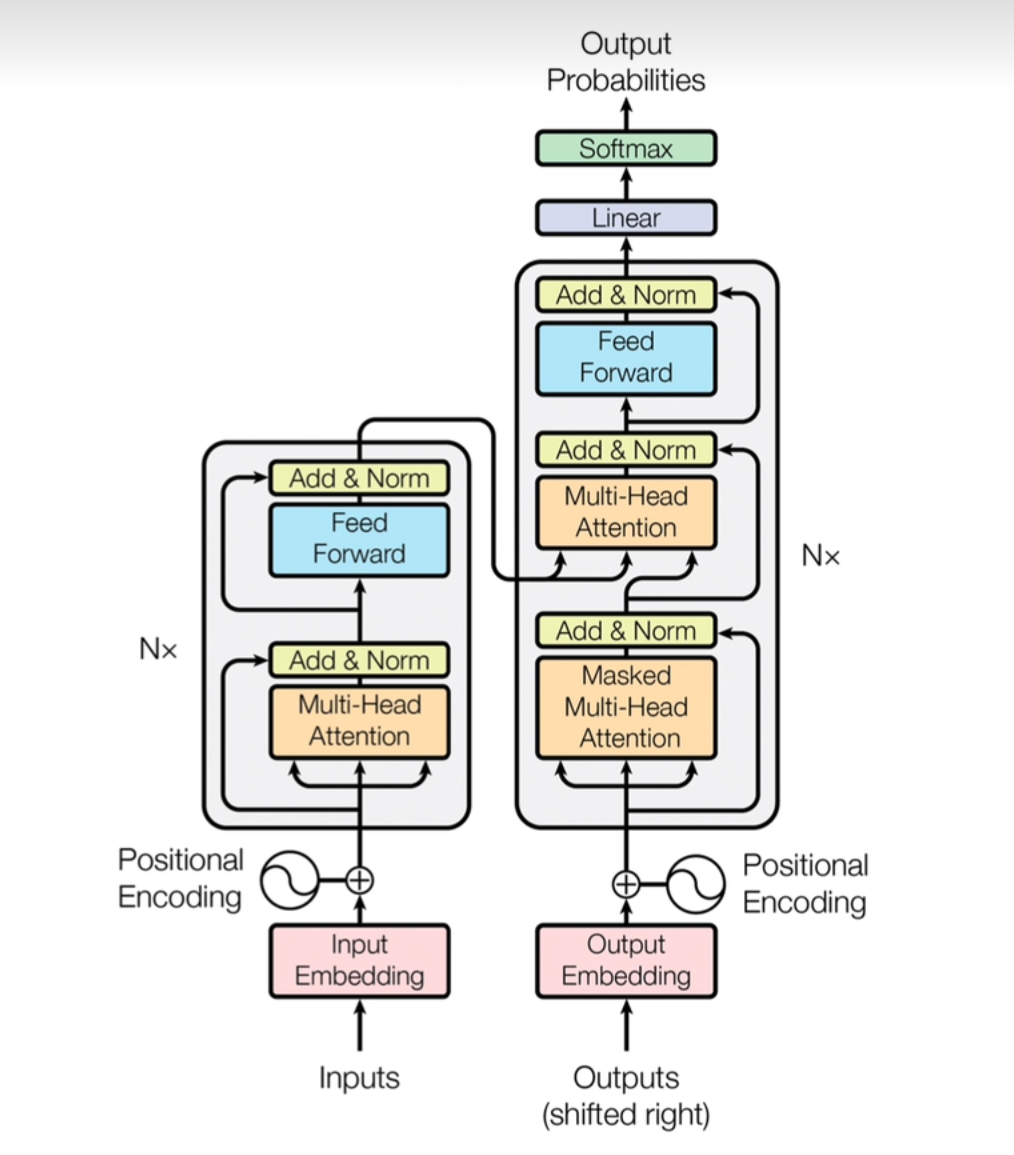 Output
Probabilities
Softmax
Linear
Add & Norm
Feed
Forward
Add & Norm
Multi-Head
Attention
Nx
Add & Norm
Masked
Multi-Head
Attention
Add & Norm
Feed
Forward
Nx
Add & Norm
Multi-Head
Attention
Positional
Encoding
Positional
Encoding
Input
Embedding
Output
Embedding
Inputs
Outputs
(shifted right)